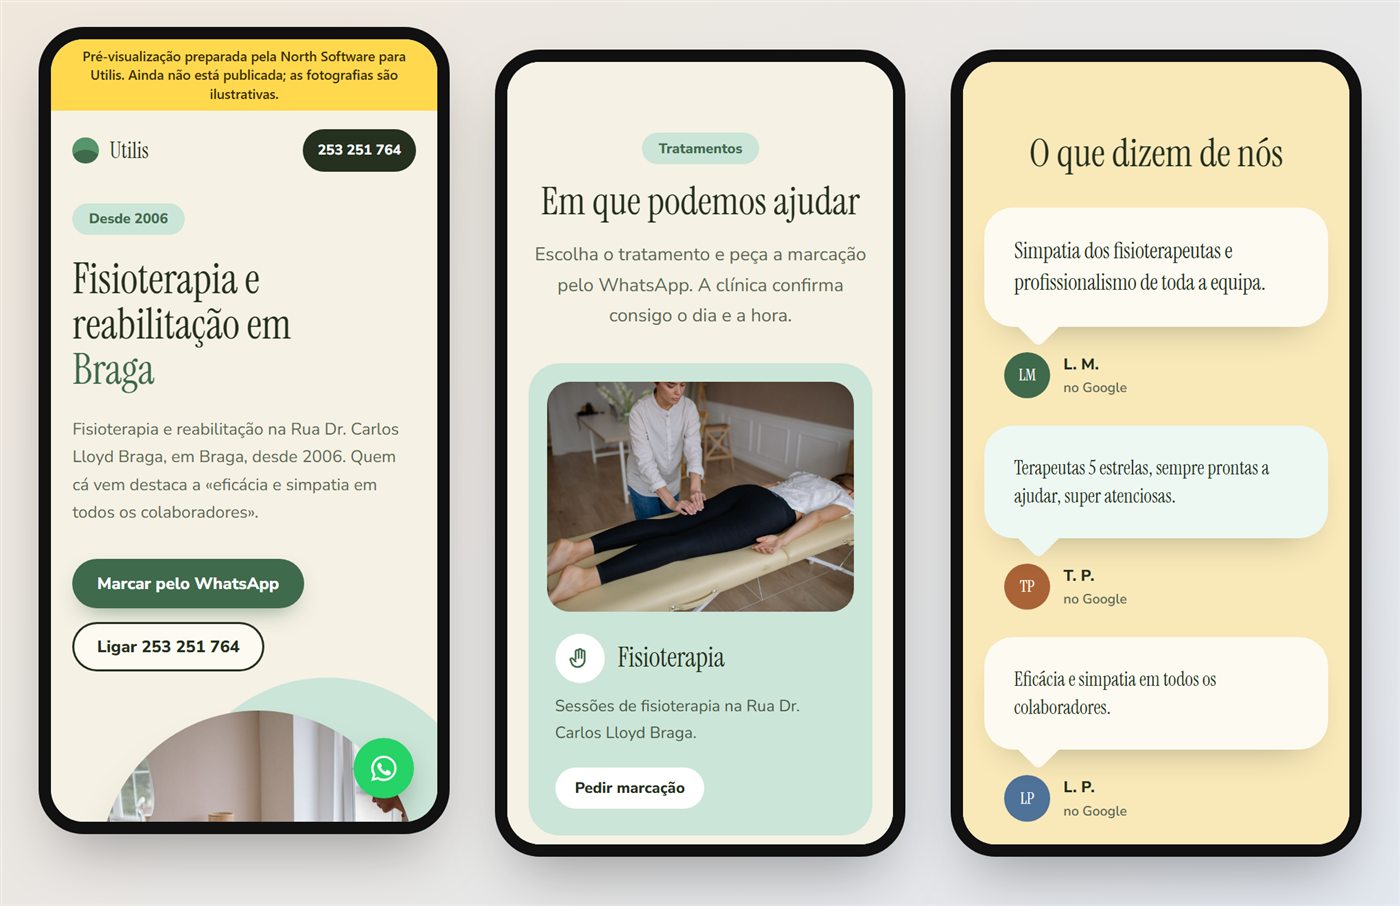 Pré-visualização preparada pela North Software para
Utilis. Ainda não está publicada; as fotografias são
ilustrativas.
Utilis
253 251 764
Desde 2006
Fisioterapia e
reabilitação em
Braga
Fisioterapia e reabilitação na Rua Dr. Carlos
Lloyd Braga, em Braga, desde 2006. Quem
cá vem destaca a «eficácia e simpatia em
todos os colaboradores».
Marcar pelo WhatsApp
Ligar 253 251 764
Tratamentos
Em que podemos ajudar
Escolha o tratamento e peça a marcação
pelo WhatsApp. A clínica confirma
consigo o dia e a hora.
Fisioterapia
Sessões de fisioterapia na Rua Dr.
Carlos Lloyd Braga.
Pedir marcação
O que dizem de nós
Simpatia dos fisioterapeutas e
profissionalismo de toda a equipa.
LM
L. M.
no Google
Terapeutas 5 estrelas, sempre prontas a
ajudar, super atenciosas.
TP
T. P.
no Google
Eficácia e simpatia em todos os
colaboradores.
LP
L. P.
no Google